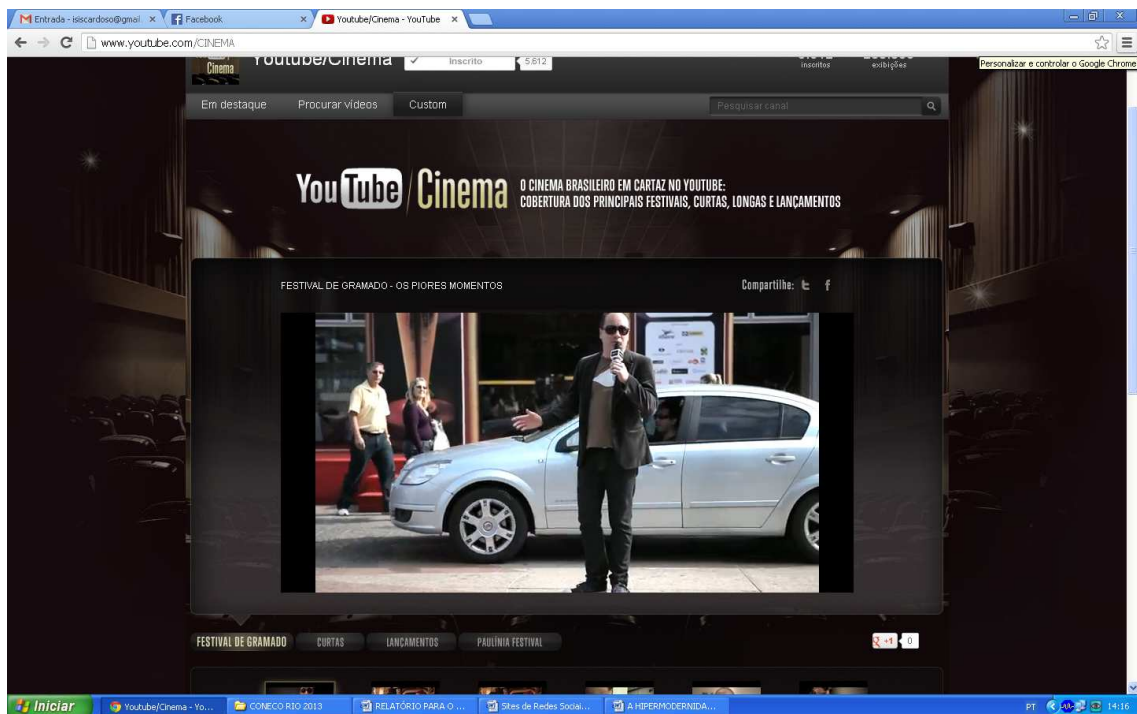 Entrada - isiscardoso@gmail. Facebook Youtube/Cinema - YouTube
www.youtube.com/CINEMA
Personalizar e controlar o Google Chrome
Cinema Youtube/Cinema Inscrito 5.612 inscritos exibições
Em destaque Procurar vídeos Custom Pesquisar canal
YouTube / Cinema
O CINEMA BRASILEIRO EM CARTAZ NO YOUTUBE:
COBERTURA DOS PRINCIPAIS FESTIVAIS, CURTAS, LONGAS E LANÇAMENTOS
FESTIVAL DE GRAMADO - OS PIORES MOMENTOS Compartilhe:
FESTIVAL DE GRAMADO CURTAS LANÇAMENTOS PAULÍNIA FESTIVAL +1 0
Iniciar Youtube/Cinema - Yo... CONECO RIO 2013 RELATÓRIO PARA O ... Sites de Redes Sociai... A HIPERMODERNIDA... PT 14:16